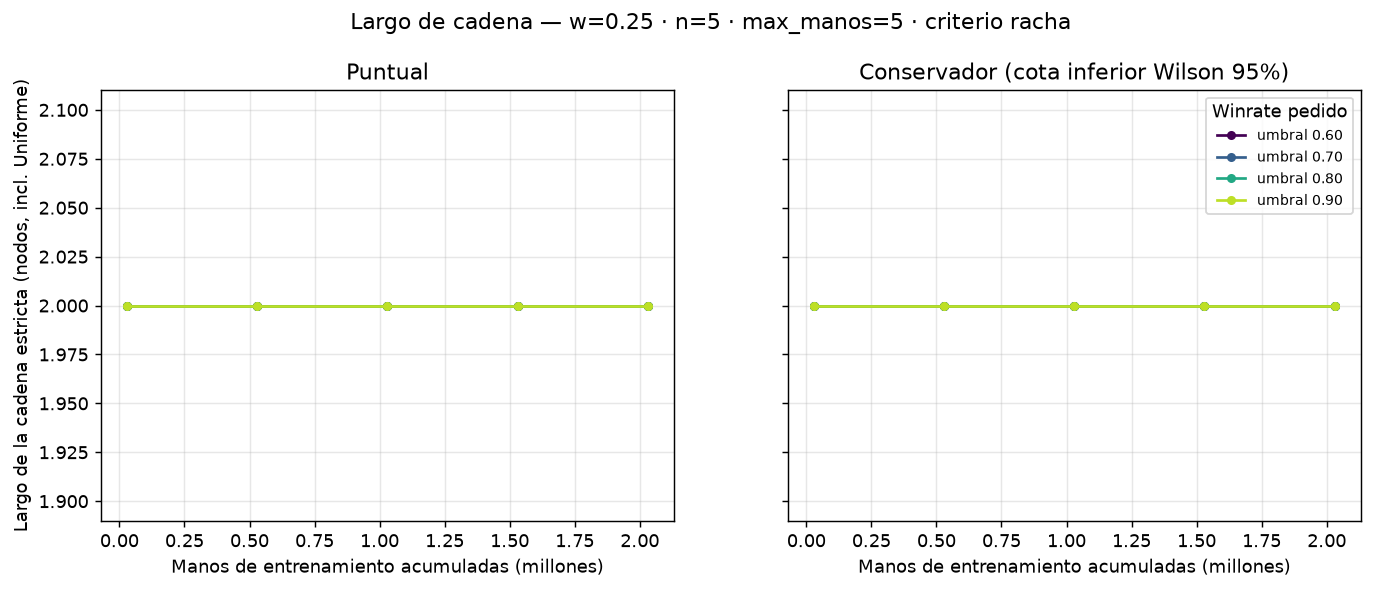 Largo de cadena — w=0.25 · n=5 · max_manos=5 · criterio racha
Puntual
Largo de la cadena estricta (nodos, incl. Uniforme)
2.100
2.075
2.050
2.025
2.000
1.975
1.950
1.925
1.900
0.00 0.25 0.50 0.75 1.00 1.25 1.50 1.75 2.00
Manos de entrenamiento acumuladas (millones)
Conservador (cota inferior Wilson 95%)
Winrate pedido
umbral 0.60
umbral 0.70
umbral 0.80
umbral 0.90
0.00 0.25 0.50 0.75 1.00 1.25 1.50 1.75 2.00
Manos de entrenamiento acumuladas (millones)